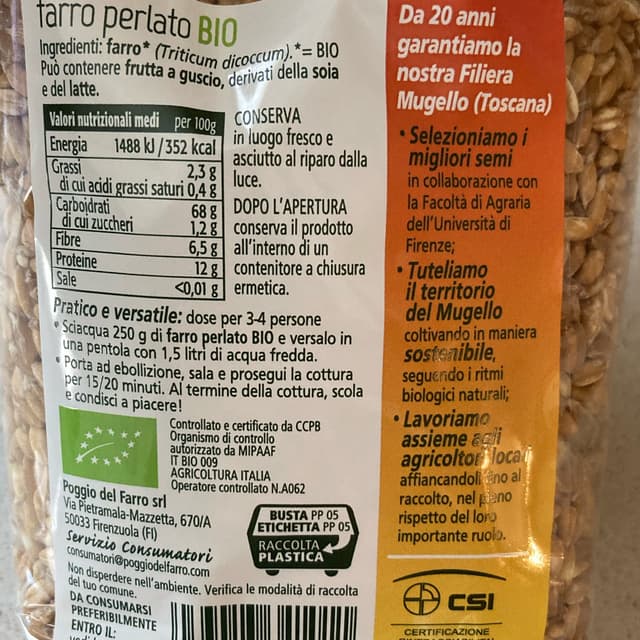 farro perlato BIO
Ingredienti: farro* (Triticum dicoccum).*= BIO
Può contenere frutta a guscio, derivati della soia
e del latte.
Valori nutrizionali medi per 100g
Energia 1488 kJ/352 kcal
Grassi 2,3 g
di cui acidi grassi saturi 0,4 g
Carboidrati 68 g
di cui zuccheri 1,2 g
Fibre 6,5 g
Proteine 12 g
Sale <0,01 g
CONSERVA
in luogo fresco e
asciutto al riparo dalla
luce.
DOPO L'APERTURA
conserva il prodotto
all'interno di un
contenitore a chiusura
ermetica.
Pratico e versatile: dose per 3-4 persone
• Sciacqua 250 g di farro perlato BIO e versalo in
una pentola con 1,5 litri di acqua fredda.
• Porta ad ebollizione, sala e prosegui la cottura
per 15/20 minuti. Al termine della cottura, scola
e condisci a piacere!
Controllato e certificato da CCPB
Organismo di controllo
autorizzato da MIPAAF
IT BIO 009
AGRICOLTURA ITALIA
Operatore controllato N.A062
Poggio del Farro srl
Via Pietramala-Mazzetta, 670/A
50033 Firenzuola (FI)
Servizio Consumatori
consumatori@poggiodelfarro.com
BUSTA PP 05
ETICHETTA PP 05
RACCOLTA
PLASTICA
Non disperdere nell'ambiente. Verifica le modalità di raccolta
del tuo comune.
DA CONSUMARSI
PREFERIBILMENTE
ENTRO IL:
Da 20 anni
garantiamo la
nostra Filiera
Mugello (Toscana)
• Selezioniamo i
migliori semi
in collaborazione con
la Facoltà di Agraria
dell'Università di
Firenze;
• Tuteliamo
il territorio
del Mugello
coltivando in maniera
sostenibile,
seguendo i ritmi
biologici naturali;
• Lavoriamo
assieme agli
agricoltori locali
affiancandoli fino al
raccolto, nel pieno
rispetto del loro
importante ruolo.
CSI
CERTIFICAZIONE